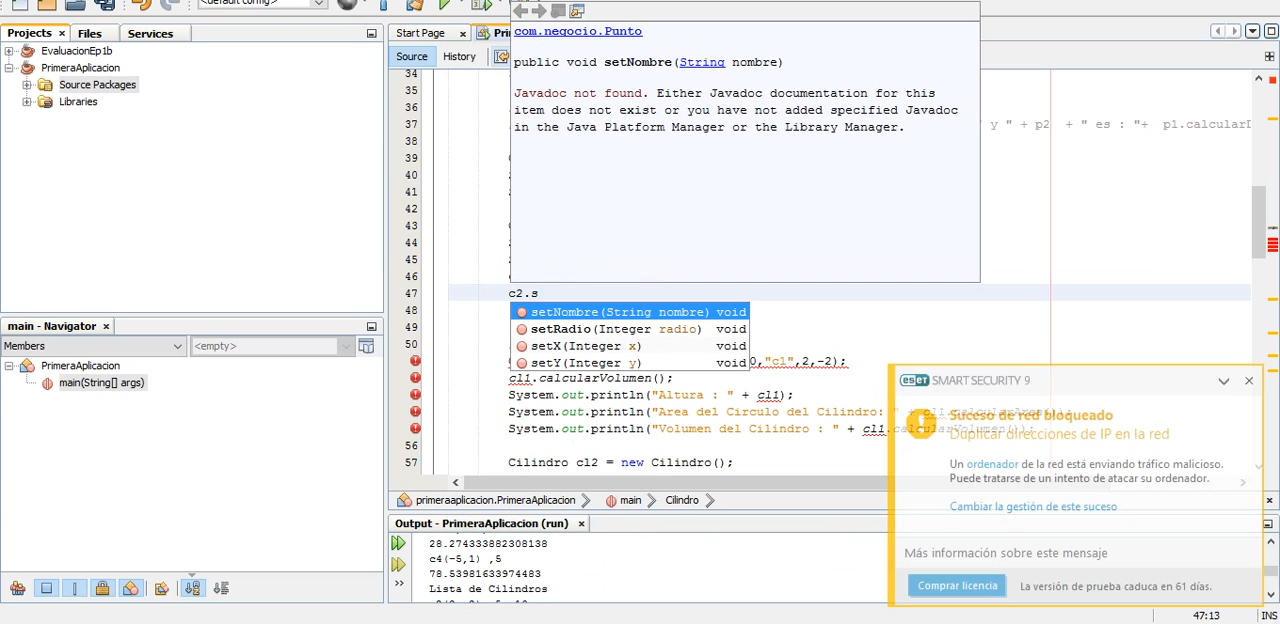 <default config>
Projects Files Services
EvaluacionEp1b
PrimeraAplicacion
Source Packages
Libraries
main - Navigator
Members <empty>
PrimeraAplicacion
main(String[] args)
Start Page
Source History
com.negocio.Punto
public void setNombre(String nombre)
Javadoc not found. Either Javadoc documentation for this
item does not exist or you have not added specified Javadoc
in the Java Platform Manager or the Library Manager.
34
35
37 " y " + p2 + " es : "+ p1.calcularD
38
39
41
42
43
44
46
47 c2.s
48 setNombre(String nombre) void
49 setRadio(Integer radio) void
50 setX(Integer x) void
setY(Integer y) void
0,"c1",2,-2);
cl1.calcularVolumen();
System.out.println("Altura : " + cl1);
System.out.println("Area del Circulo del Cilindro: " +
System.out.println("Volumen del Cilindro : " + cl1.calcularVolumen());
56
57 Cilindro cl2 = new Cilindro();
primeraaplicacion.PrimeraAplicacion main Cilindro
Output - PrimeraAplicacion (run)
28.274333882308138
c4(-5,1) ,5
78.53981633974483
Lista de Cilindros
eset SMART SECURITY 9
Suceso de red bloqueado
Duplicar direcciones de IP en la red
Un ordenador de la red está enviando tráfico malicioso.
Puede tratarse de un intento de atacar su ordenador.
Cambiar la gestión de este suceso
Más información sobre este mensaje
Comprar licencia La versión de prueba caduca en 61 días.
47:13 INS